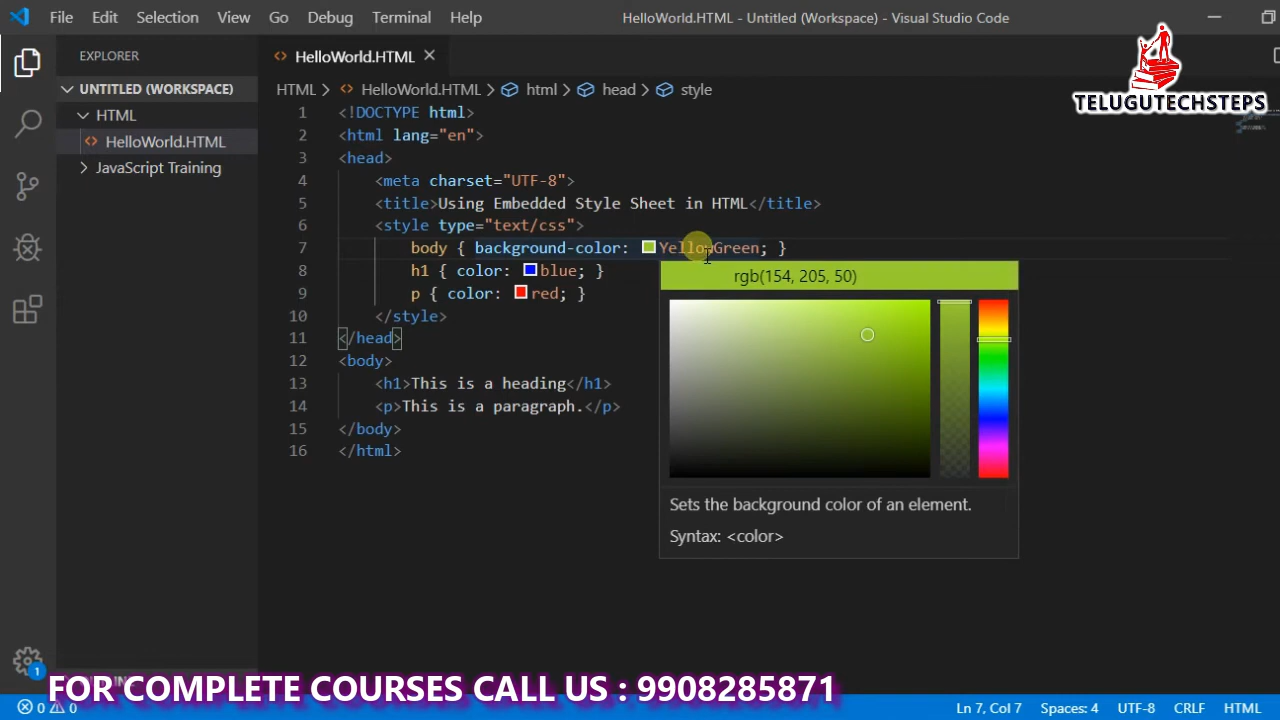 File Edit Selection View Go Debug Terminal Help HelloWorld.HTML - Untitled (Workspace) - Visual Studio Code
TELUGUTECHSTEPS
EXPLORER
HelloWorld.HTML
UNTITLED (WORKSPACE)
HTML
HelloWorld.HTML
JavaScript Training
HTML > HelloWorld.HTML > html > head > style
1 <!DOCTYPE html>
2 <html lang="en">
3 <head>
4 <meta charset="UTF-8">
5 <title>Using Embedded Style Sheet in HTML</title>
6 <style type="text/css">
7 body { background-color: YellowGreen; }
8 h1 { color: blue; }
9 p { color: red; }
10 </style>
11 </head>
12 <body>
13 <h1>This is a heading</h1>
14 <p>This is a paragraph.</p>
15 </body>
16 </html>
rgb(154, 205, 50)
Sets the background color of an element.
Syntax: <color>
1
FOR COMPLETE COURSES CALL US : 9908285871
0 0 Ln 7, Col 7 Spaces: 4 UTF-8 CRLF HTML